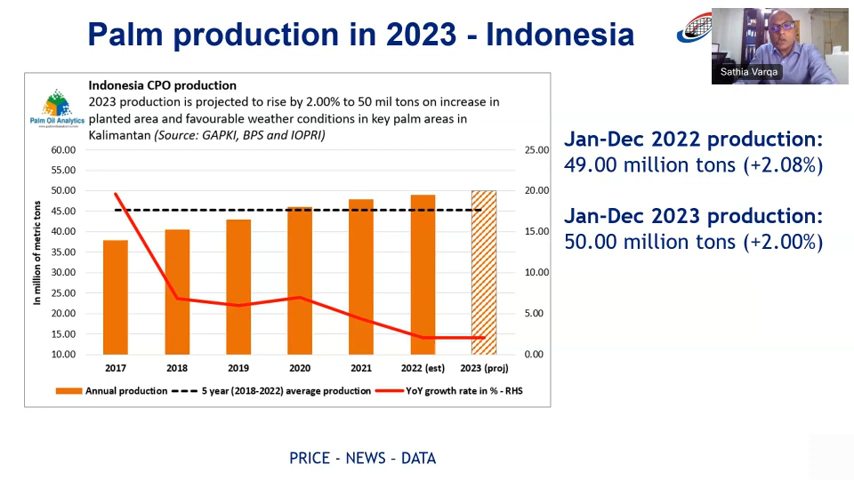 Palm production in 2023 - Indonesia
Sathia Varqa
Indonesia CPO production
2023 production is projected to rise by 2.00% to 50 mil tons on increase in
planted area and favourable weather conditions in key palm areas in
Kalimantan (Source: GAPKI, BPS and IOPRI)
Palm Oil Analytics
60.00
55.00
50.00
45.00
40.00
35.00
30.00
25.00
20.00
15.00
10.00
In million of metric tons
25.00
20.00
15.00
10.00
5.00
0.00
2017 2018 2019 2020 2021 2022 (est) 2023 (proj)
Annual production 5 year (2018-2022) average production YoY growth rate in % - RHS
Jan-Dec 2022 production:
49.00 million tons (+2.08%)
Jan-Dec 2023 production:
50.00 million tons (+2.00%)
PRICE - NEWS - DATA